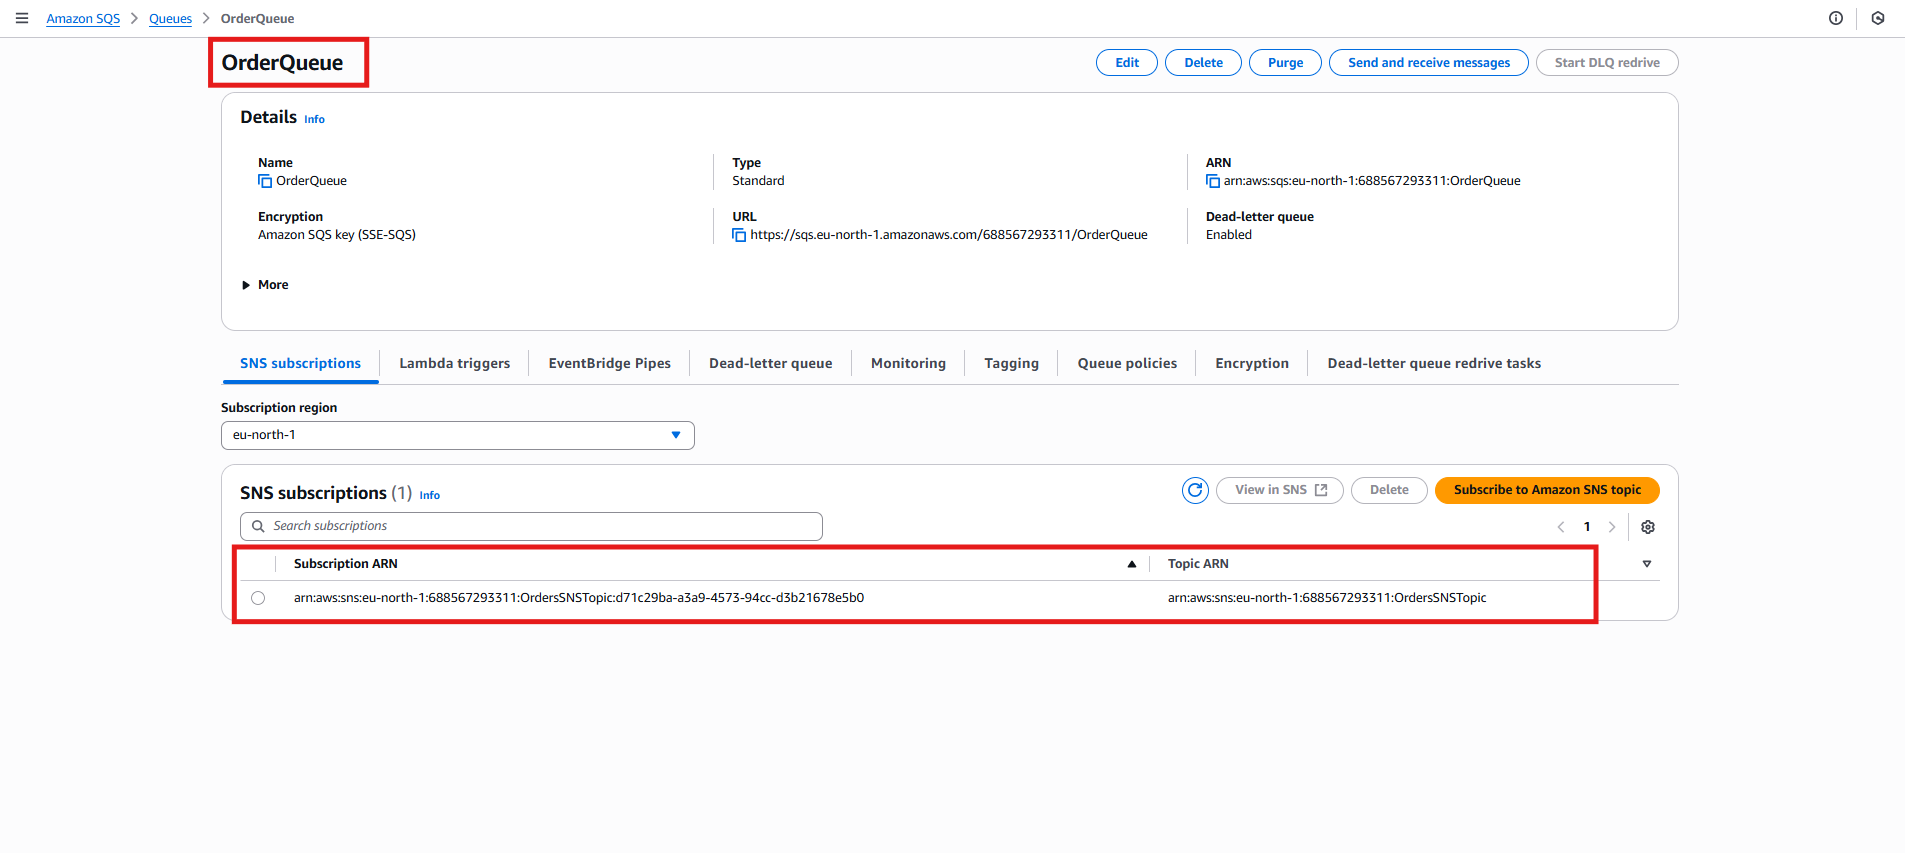 Amazon SQS > Queues > OrderQueue
OrderQueue
Edit Delete Purge Send and receive messages Start DLQ redrive
Details Info
Name Type ARN
OrderQueue Standard arn:aws:sqs:eu-north-1:688567293311:OrderQueue
Encryption URL Dead-letter queue
Amazon SQS key (SSE-SQS) https://sqs.eu-north-1.amazonaws.com/688567293311/OrderQueue Enabled
More
SNS subscriptions Lambda triggers EventBridge Pipes Dead-letter queue Monitoring Tagging Queue policies Encryption Dead-letter queue redrive tasks
Subscription region
eu-north-1
SNS subscriptions (1) Info View in SNS Delete Subscribe to Amazon SNS topic
Search subscriptions < 1 >
Subscription ARN Topic ARN
arn:aws:sns:eu-north-1:688567293311:OrdersSNSTopic:d71c29ba-a3a9-4573-94cc-d3b21678e5b0 arn:aws:sns:eu-north-1:688567293311:OrdersSNSTopic